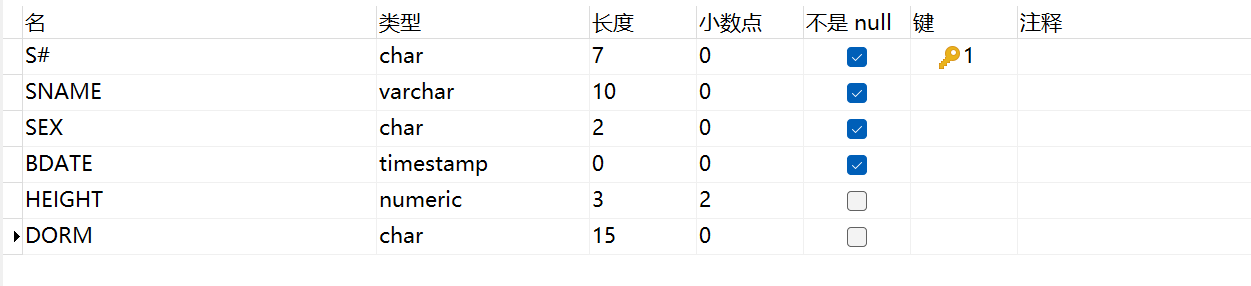 名 类型 长度 小数点 不是 null 键 注释
S# char 7 0 1
SNAME varchar 10 0
SEX char 2 0
BDATE timestamp 0 0
HEIGHT numeric 3 2
DORM char 15 0